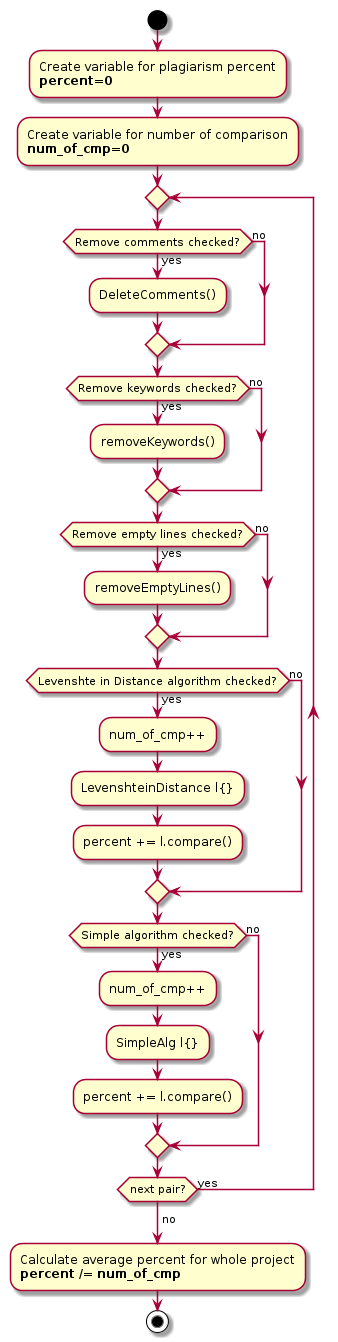 Create variable for plagiarism percent
percent=0
Create variable for number of comparison
num_of_cmp=0
Remove comments checked?
no
yes
DeleteComments()
Remove keywords checked?
no
yes
removeKeywords()
Remove empty lines checked?
no
yes
removeEmptyLines()
Levenshte in Distance algorithm checked?
no
yes
num_of_cmp++
LevenshteinDistance l{}
percent += l.compare()
Simple algorithm checked?
no
yes
num_of_cmp++
SimpleAlg l{}
percent += l.compare()
next pair?
yes
no
Calculate average percent for whole project
percent /= num_of_cmp